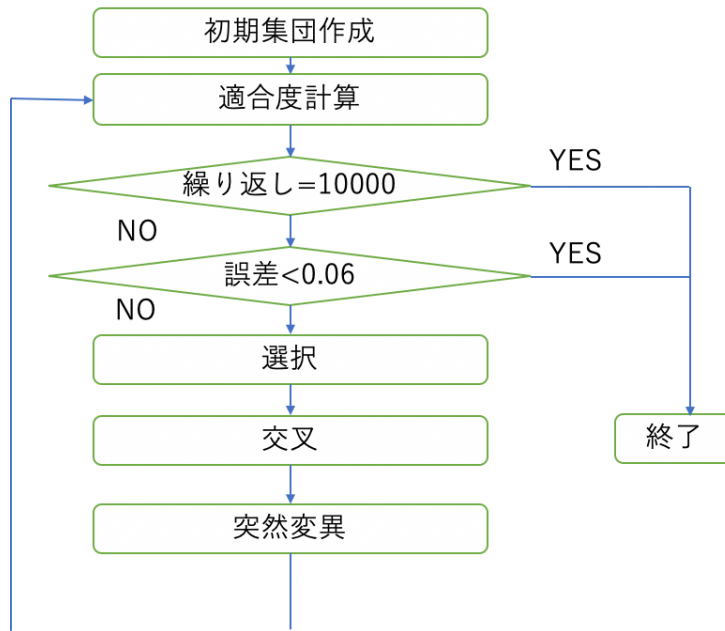 初期集団作成
適合度計算
繰り返し=10000
YES
NO
誤差<0.06
YES
NO
選択
交叉
終了
突然変異